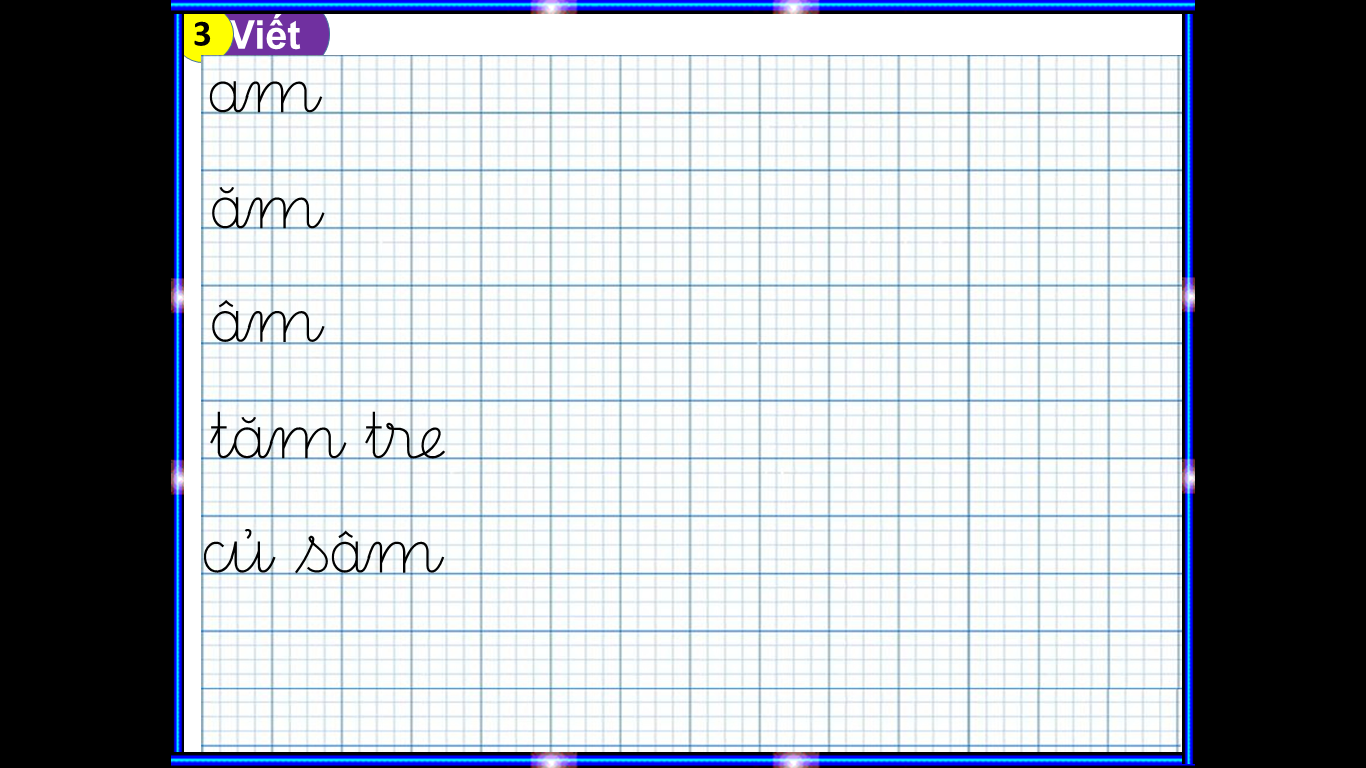 3 Viết
am
ăm
âm
tăm tre
củ sâm